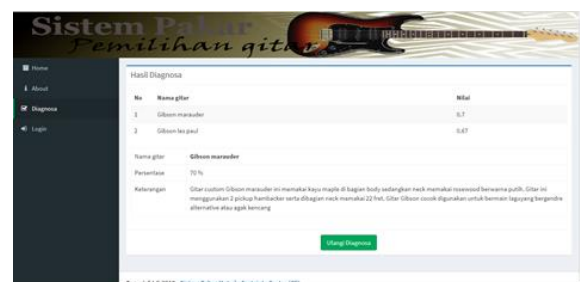 Sistem Pakar
Pemilihan gitar
Home
About
Diagnosa
Login
Hasil Diagnosa
No Nama gitar Nilai
1 Gibson marauder 0.7
2 Gibson les paul 0.67
Nama gitar Gibson marauder
Persentase 70 %
Keterangan Gitar custom Gibson marauder ini memakai kayu maple di bagian body sedangkan neck memakai rosewood berwarna putih. Gitar ini
menggunakan 2 pickup hambacker serta dibagian neck memakai 22 fret. Gitar Gibson cocok digunakan untuk bermain laguyang bergendre
alternative atau agak kencang
Ulangi Diagnosa